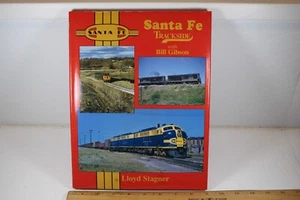 SANTA FE
Santa Fe
TRACKSIDE
with
Bill Gibson
Lloyd Stagner